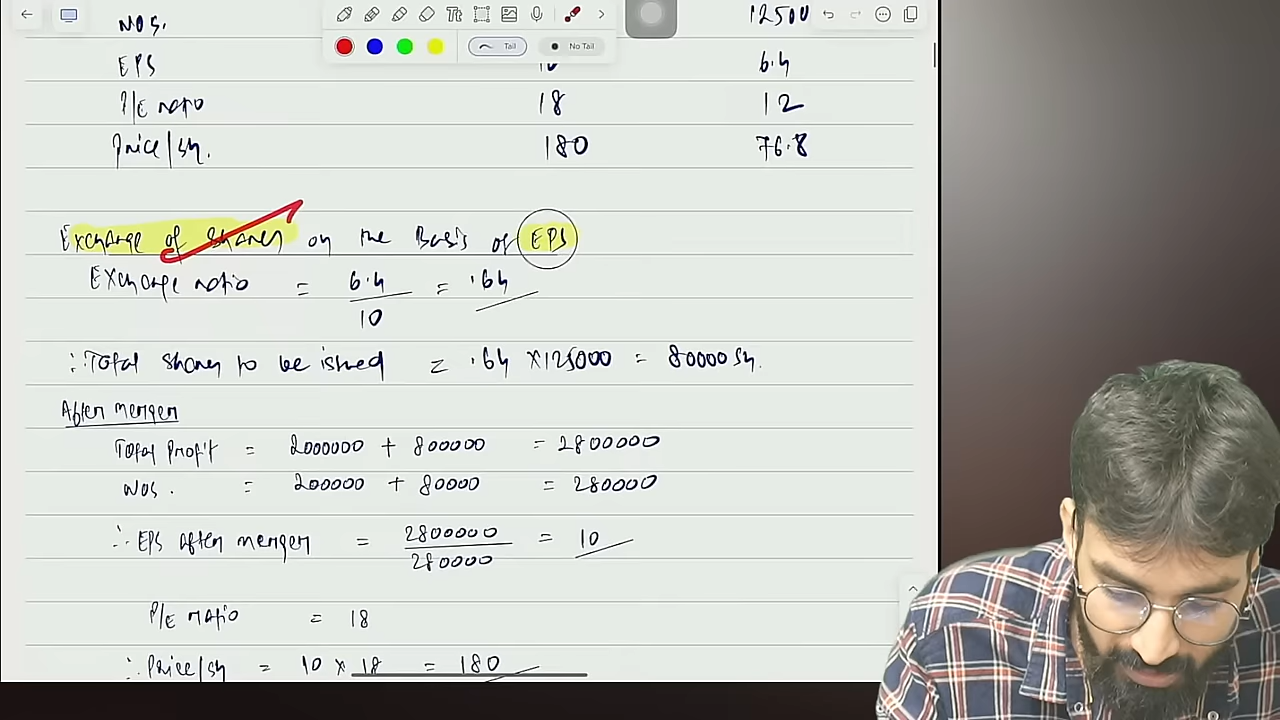 Tt
Tail
No Tail
NOS. 12500
EPS 6.4
P/E ratio 18 12
Price/sh. 180 76.8
Exchange of shares on the Basis of EPS
Exchange ratio = 6.4 / 10 = .64
∴ Total shares to be issued = .64 × 125000 = 80000 sh.
After merger
Total Profit = 2000000 + 800000 = 2800000
NOS. = 200000 + 80000 = 280000
∴ EPS after merger = 2800000 / 280000 = 10
P/E ratio = 18
∴ Price/sh = 10 × 18 = 180